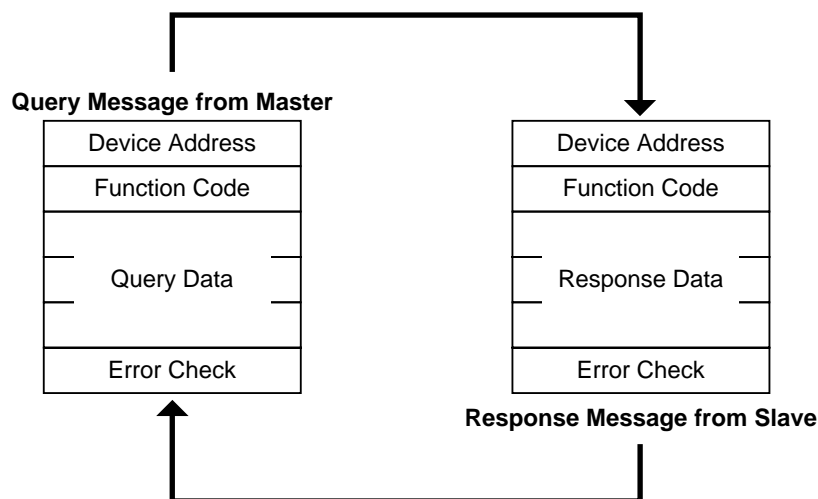 Query Message from Master
Device Address
Function Code
Query Data
Error Check
Device Address
Function Code
Response Data
Error Check
Response Message from Slave